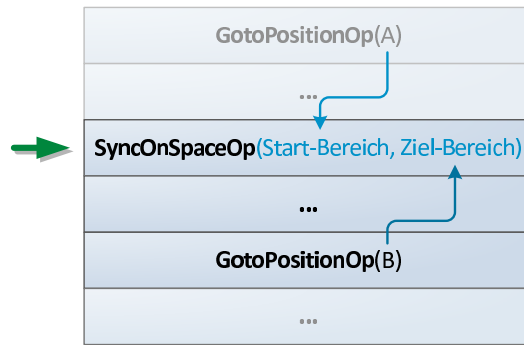 GotoPositionOp(A)
...
SyncOnSpaceOp(Start-Bereich, Ziel-Bereich)
...
GotoPositionOp(B)
...